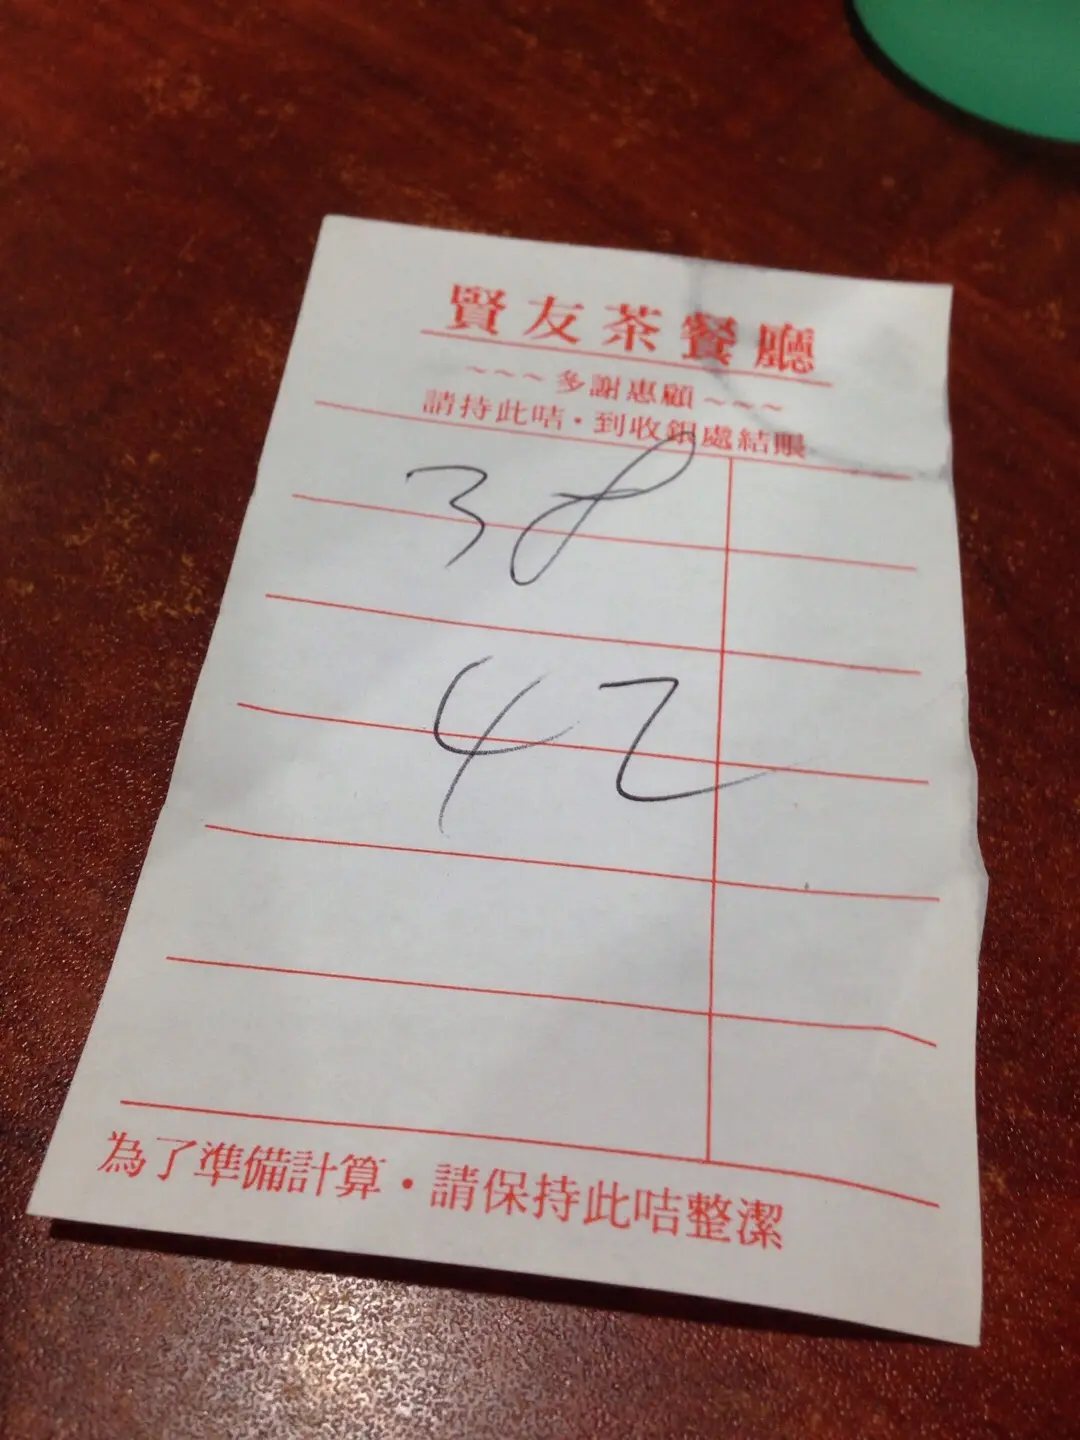 賢友茶餐廳
~~~多謝惠顧~~~
請持此咭・到收銀處結賬
38
42
為了準備計算・請保持此咭整潔